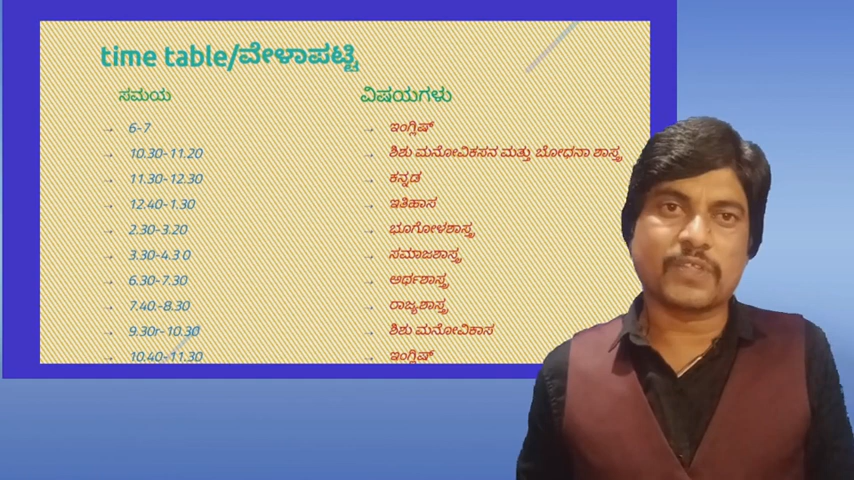 time table/ವೇಳಾಪಟ್ಟಿ
ಸಮಯ ವಿಷಯಗಳು
→ 6-7 → ಇಂಗ್ಲಿಷ್
→ 10.30-11.20 → ಶಿಶು ಮನೋವಿಕಸನ ಮತ್ತು ಬೋಧನಾ ಶಾಸ್ತ್ರ
→ 11.30-12.30 → ಕನ್ನಡ
→ 12.40-1.30 → ಇತಿಹಾಸ
→ 2.30-3.20 → ಭೂಗೋಳಶಾಸ್ತ್ರ
→ 3.30-4.3 0 → ಸಮಾಜಶಾಸ್ತ್ರ
→ 6.30-7.30 → ಅರ್ಥಶಾಸ್ತ್ರ
→ 7.40.-8.30 → ರಾಜ್ಯಶಾಸ್ತ್ರ
→ 9.30r-10.30 → ಶಿಶು ಮನೋವಿಕಾಸ
→ 10.40-11.30 → ಇಂಗ್ಲಿಷ್